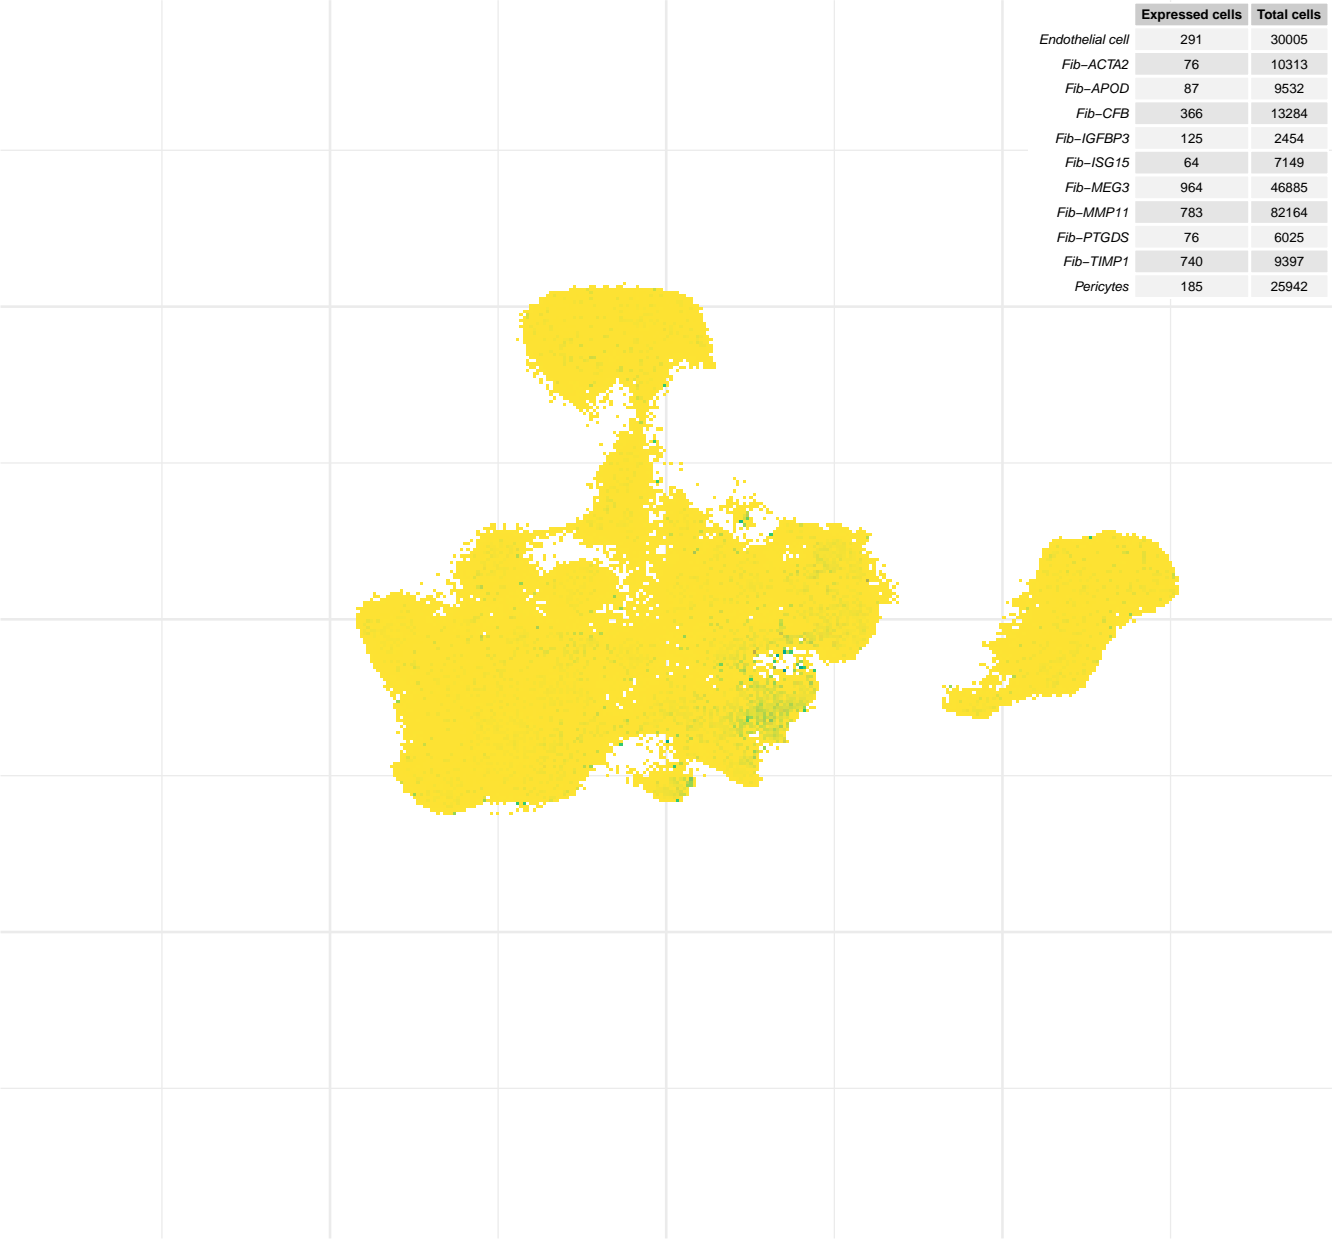 Expressed cells Total cells
Endothelial cell 291 30005
Fib−ACTA2 76 10313
Fib−APOD 87 9532
Fib−CFB 366 13284
Fib−IGFBP3 125 2454
Fib−ISG15 64 7149
Fib−MEG3 964 46885
Fib−MMP11 783 82164
Fib−PTGDS 76 6025
Fib−TIMP1 740 9397
Pericytes 185 25942